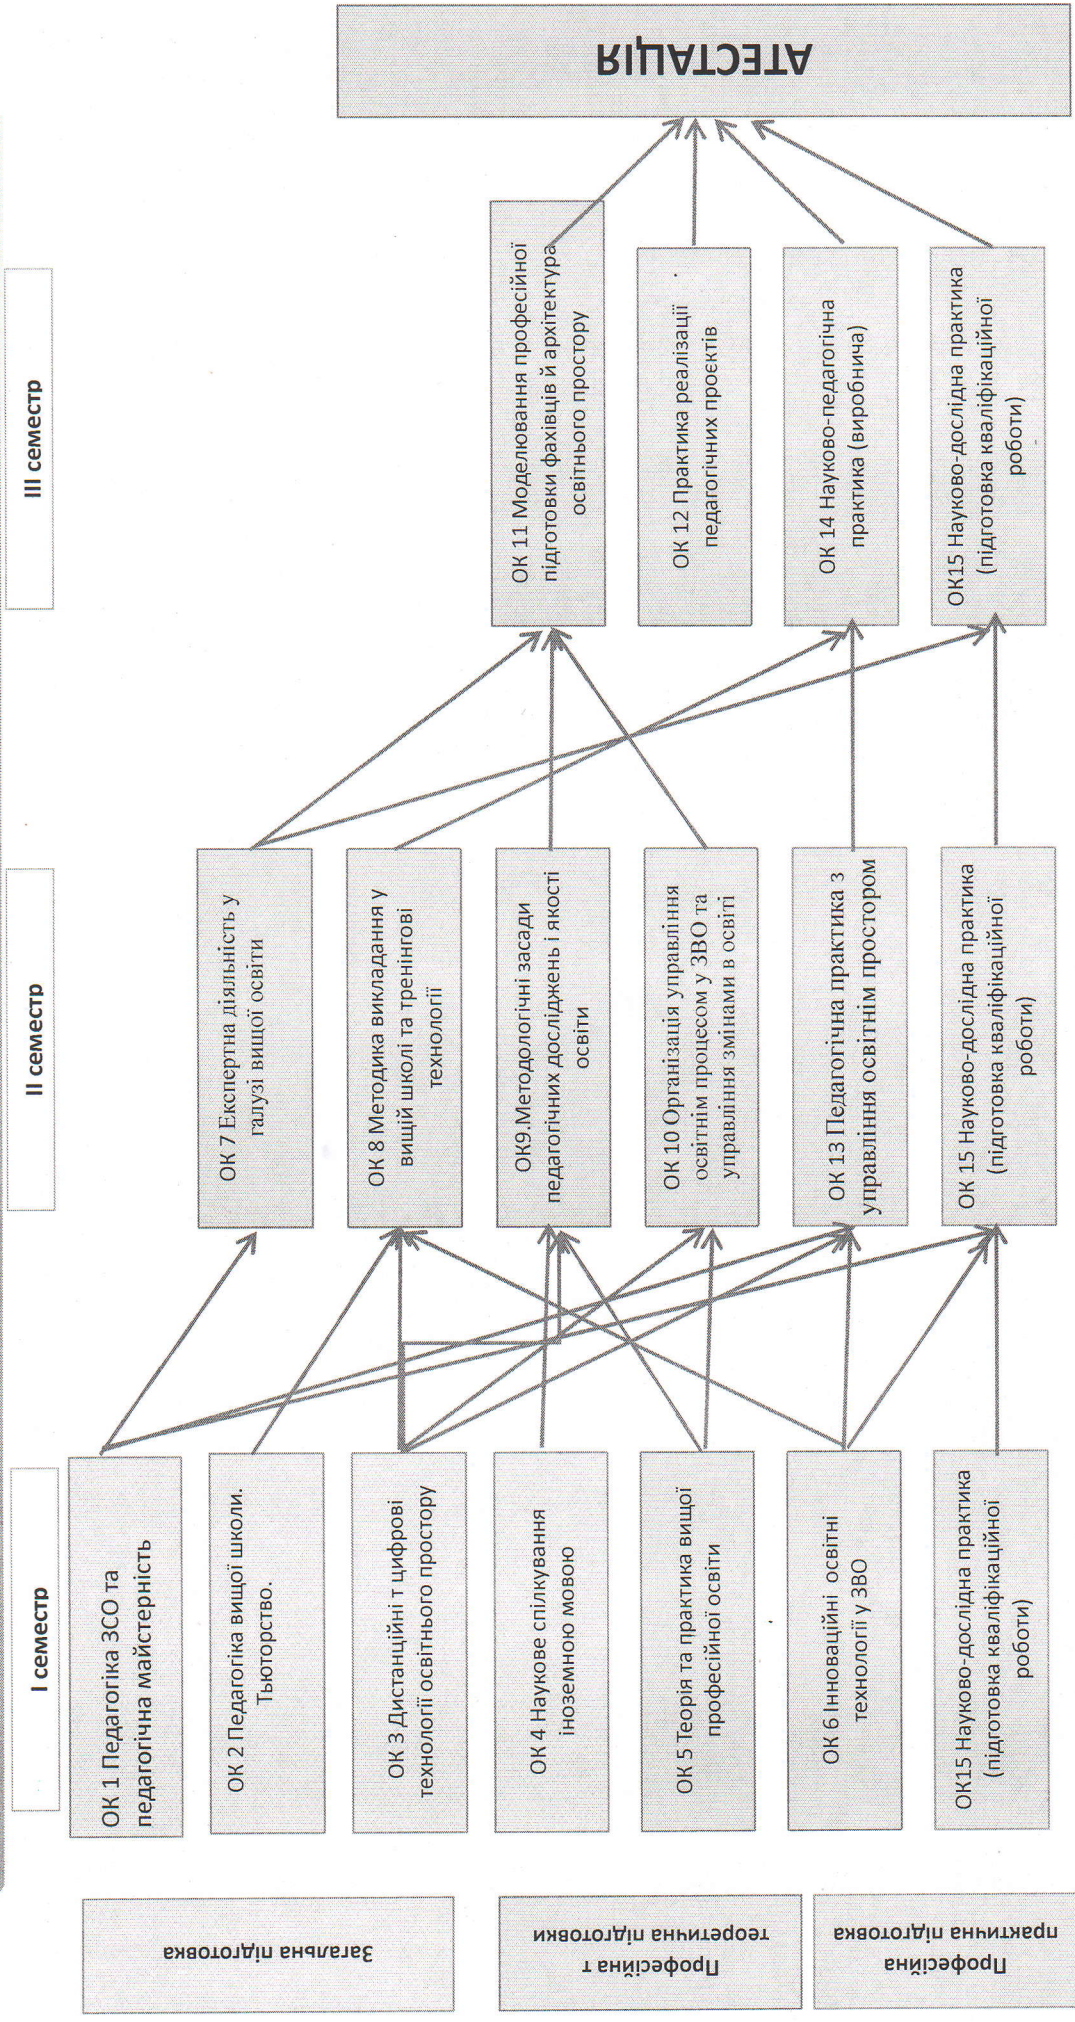 І семестр
ІІ семестр
ІІІ семестр
Загальна підготовка
Професійна т
теоретична підготовки
Професійна
практична підготовка
ОК 1 Педагогіка ЗСО та
педагогічна майстерність
ОК 2 Педагогіка вищої школи.
Тьюторство.
ОК 3 Дистанційні т цифрові
технології освітнього простору
ОК 4 Наукове спілкування
іноземною мовою
ОК 5 Теорія та практика вищої
професійної освіти
ОК 6 Інноваційні освітні
технології у ЗВО
ОК15 Науково-дослідна практика
(підготовка кваліфікаційної
роботи)
ОК 7 Експертна діяльність у
галузі вищої освіти
ОК 8 Методика викладання у
вищій школі та тренінгові
технології
ОК9.Методологічні засади
педагогічних досліджень і якості
освіти
ОК 10 Організація управління
освітнім процесом у ЗВО та
управління змінами в освіті
ОК 13 Педагогічна практика з
управління освітнім простором
ОК 15 Науково-дослідна практика
(підготовка кваліфікаційної
роботи)
ОК 11 Моделювання професійної
підготовки фахівців й архітектура
освітнього простору
ОК 12 Практика реалізації
педагогічних проєктів
ОК 14 Науково-педагогічна
практика (виробнича)
ОК15 Науково-дослідна практика
(підготовка кваліфікаційної
роботи)
АТЕСТАЦІЯ